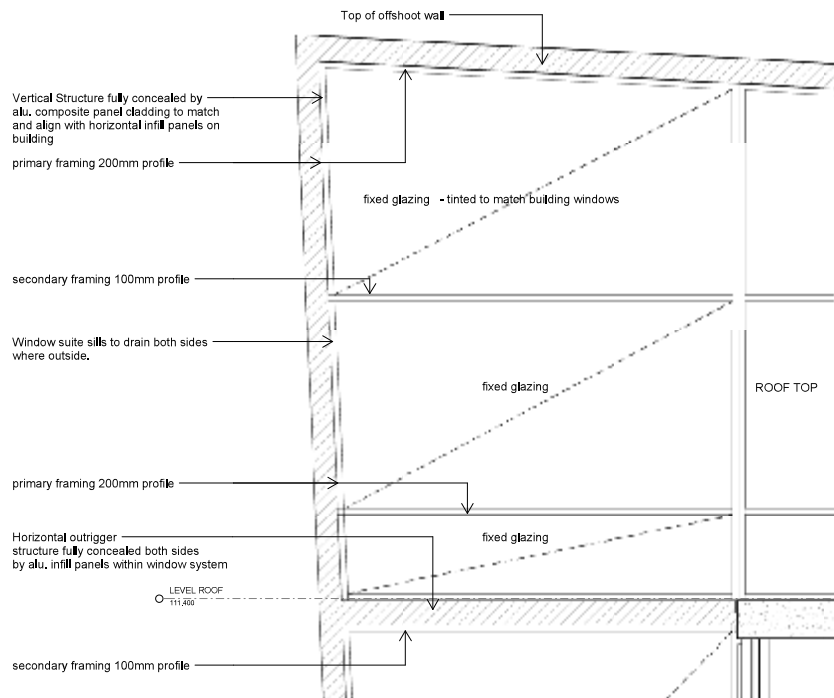 Top of offshoot wall
Vertical Structure fully concealed by
alu. composite panel cladding to match
and align with horizontal infill panels on
building
primary framing 200mm profile
fixed glazing - tinted to match building windows
secondary framing 100mm profile
Window suite sills to drain both sides
where outside.
fixed glazing
ROOF TOP
primary framing 200mm profile
Horizontal outrigger
structure fully concealed both sides
by alu. infill panels within window system
fixed glazing
LEVEL ROOF
111,400
secondary framing 100mm profile